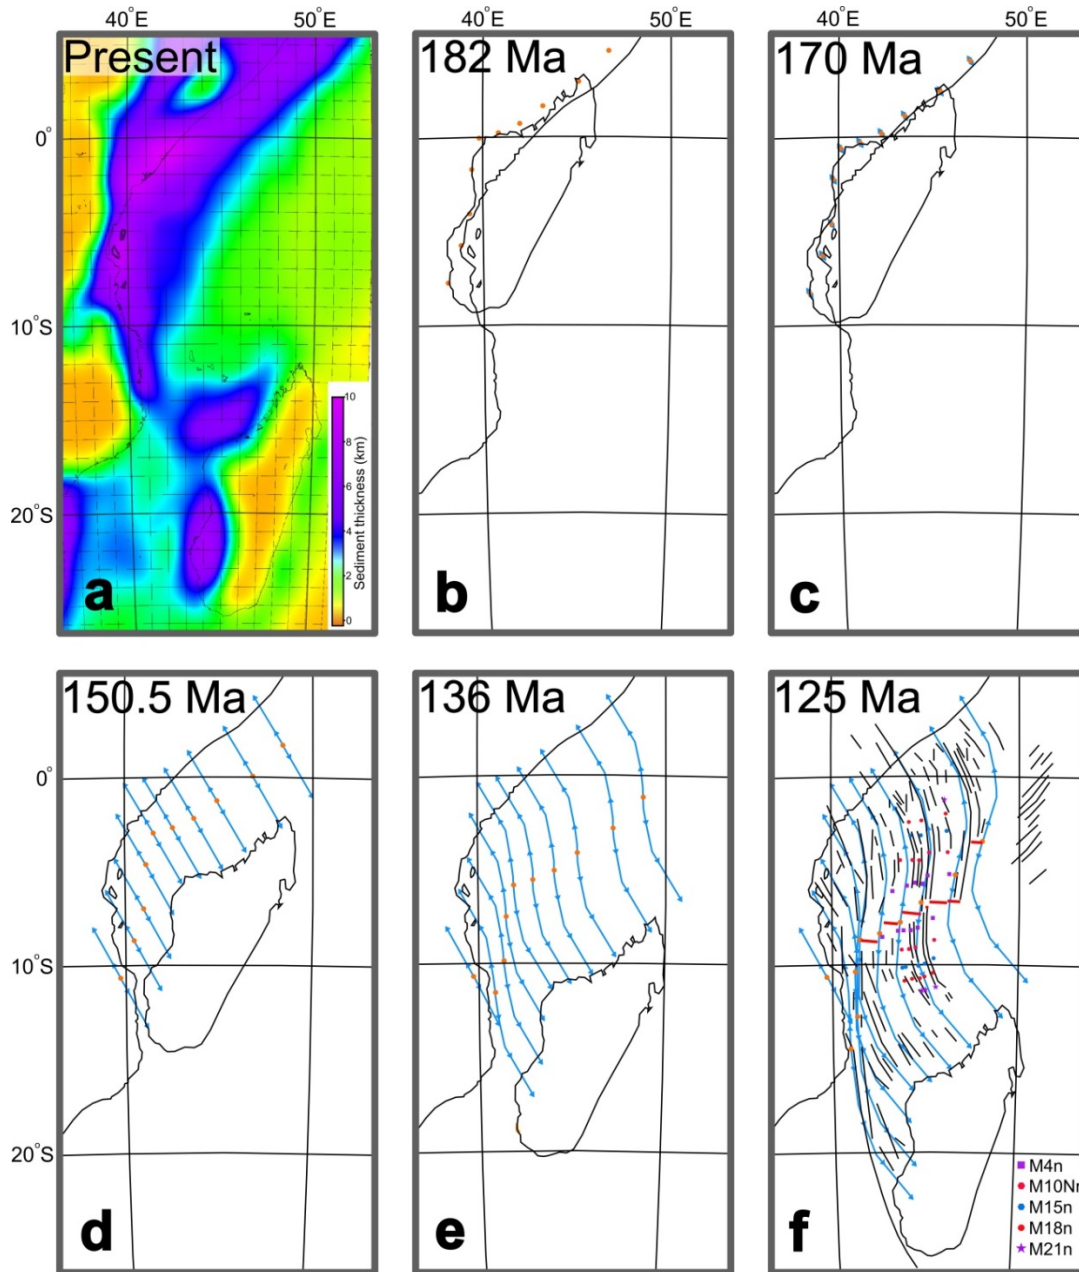 40° 50°E 40°E 50°E 40°E 50°E
Present
182 Ma
170 Ma
0°
10°S
20°S
10
8
6
4
2
0
Sediment thickness (km)
a
b
c
150.5 Ma
136 Ma
125 Ma
0°
10°S
20°S
M4n
M10Nr
M15n
M18n
M21n
d
e
f